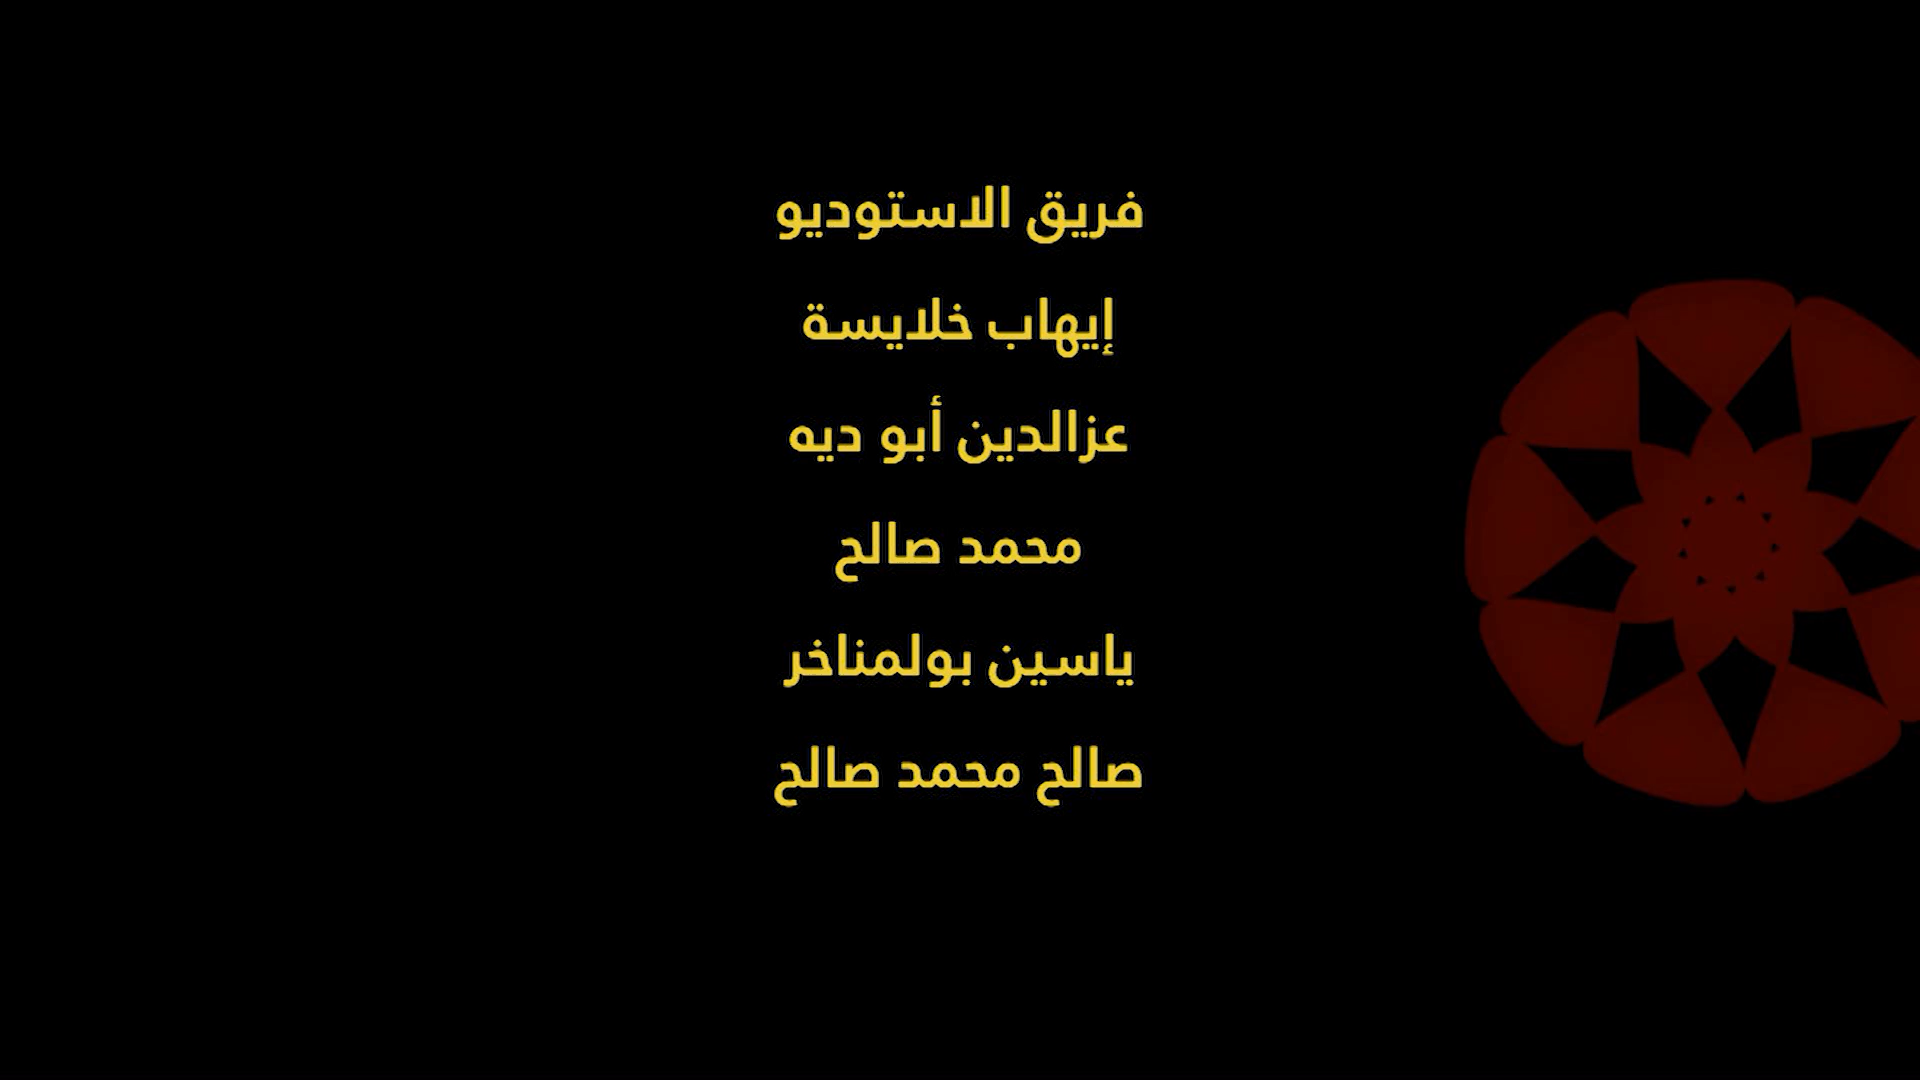 فريق الاستوديو
إيهاب خلايسة
عزالدين أبو ديه
محمد صالح
ياسين بولمناخر
صالح محمد صالح